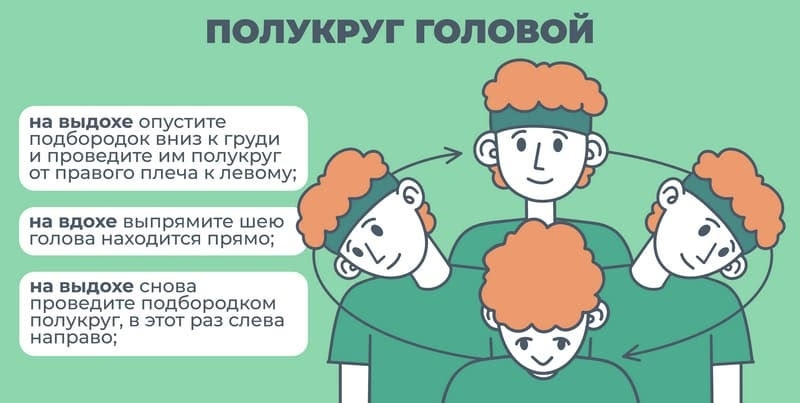 ПОЛУКРУГ ГОЛОВОЙ
на выдохе опустите
подбородок вниз к груди
и проведите им полукруг
от правого плеча к левому;
на вдохе выпрямите шею
голова находится прямо;
на выдохе снова
проведите подбородком
полукруг, в этот раз слева
направо;